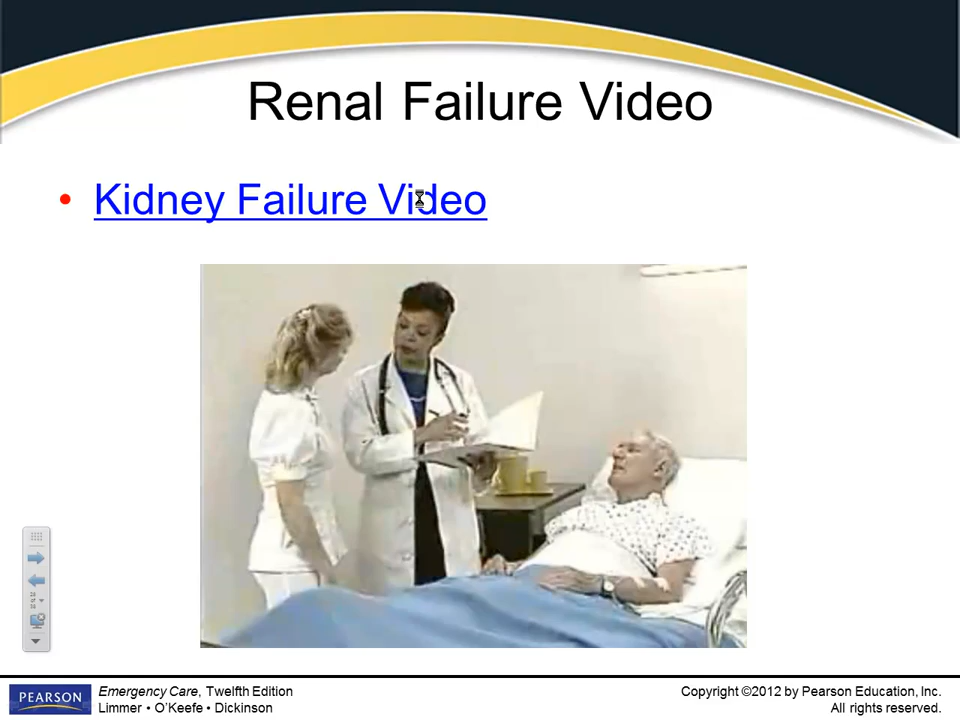 Renal Failure Video
• Kidney Failure Video
PEARSON
Emergency Care, Twelfth Edition
Limmer • O'Keefe • Dickinson
Copyright ©2012 by Pearson Education, Inc.
All rights reserved.